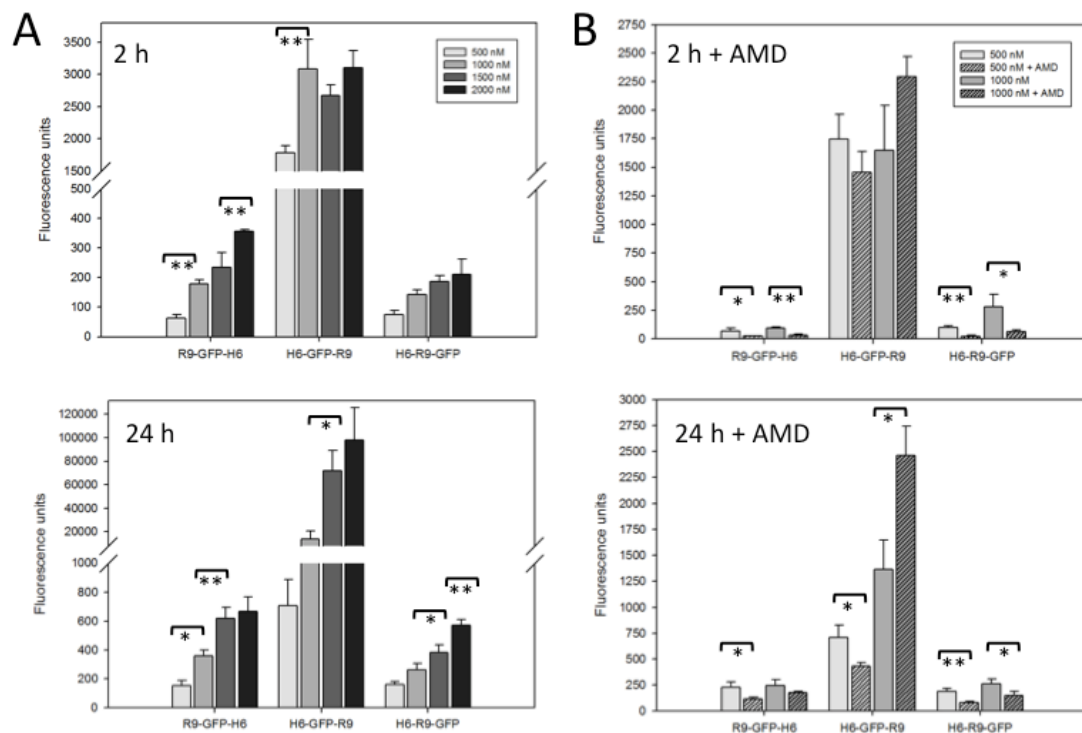 A
2 h
3500
3000
2500
2000
1500
500
400
300
200
100
0
Fluorescence units
**
**
**
500 nM
1000 nM
1500 nM
2000 nM
R9-GFP-H6
H6-GFP-R9
H6-R9-GFP
24 h
120000
100000
80000
60000
40000
20000
1000
800
600
400
200
0
Fluorescence units
*
**
*
*
**
R9-GFP-H6
H6-GFP-R9
H6-R9-GFP
B
2 h + AMD
2750
2500
2250
2000
1750
1500
1250
1000
750
500
250
0
Fluorescence units
*
**
**
*
500 nM
500 nM + AMD
1000 nM
1000 nM + AMD
R9-GFP-H6
H6-GFP-R9
H6-R9-GFP
24 h + AMD
3000
2750
2500
2250
2000
1750
1500
1250
1000
750
500
250
0
Fluorescence units
*
*
*
**
*
R9-GFP-H6
H6-GFP-R9
H6-R9-GFP